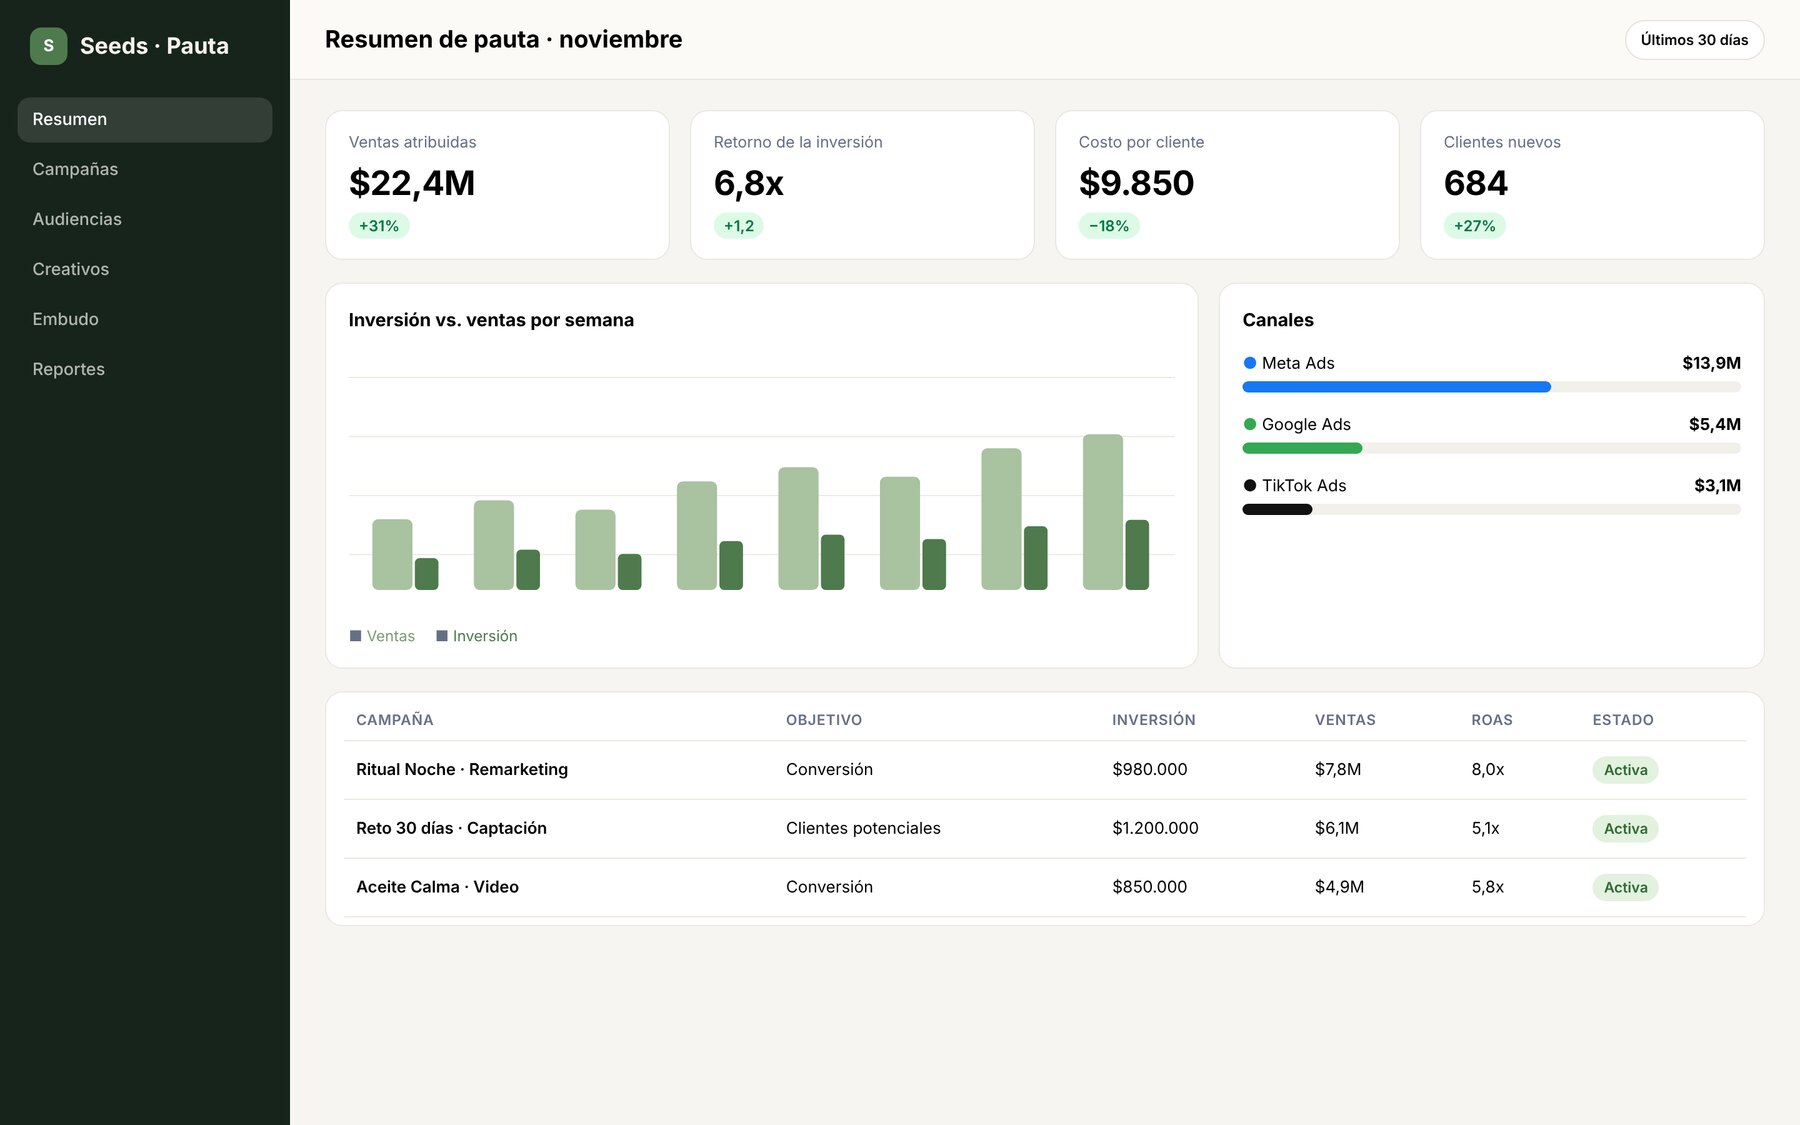 S
Seeds · Pauta
Resumen
Campañas
Audiencias
Creativos
Embudo
Reportes
Resumen de pauta · noviembre
Últimos 30 días
Ventas atribuidas
$22,4M
+31%
Retorno de la inversión
6,8x
+1,2
Costo por cliente
$9.850
−18%
Clientes nuevos
684
+27%
Inversión vs. ventas por semana
Ventas Inversión
Canales
Meta Ads $13,9M
Google Ads $5,4M
TikTok Ads $3,1M
CAMPAÑA OBJETIVO INVERSIÓN VENTAS ROAS ESTADO
Ritual Noche · Remarketing Conversión $980.000 $7,8M 8,0x Activa
Reto 30 días · Captación Clientes potenciales $1.200.000 $6,1M 5,1x Activa
Aceite Calma · Video Conversión $850.000 $4,9M 5,8x Activa